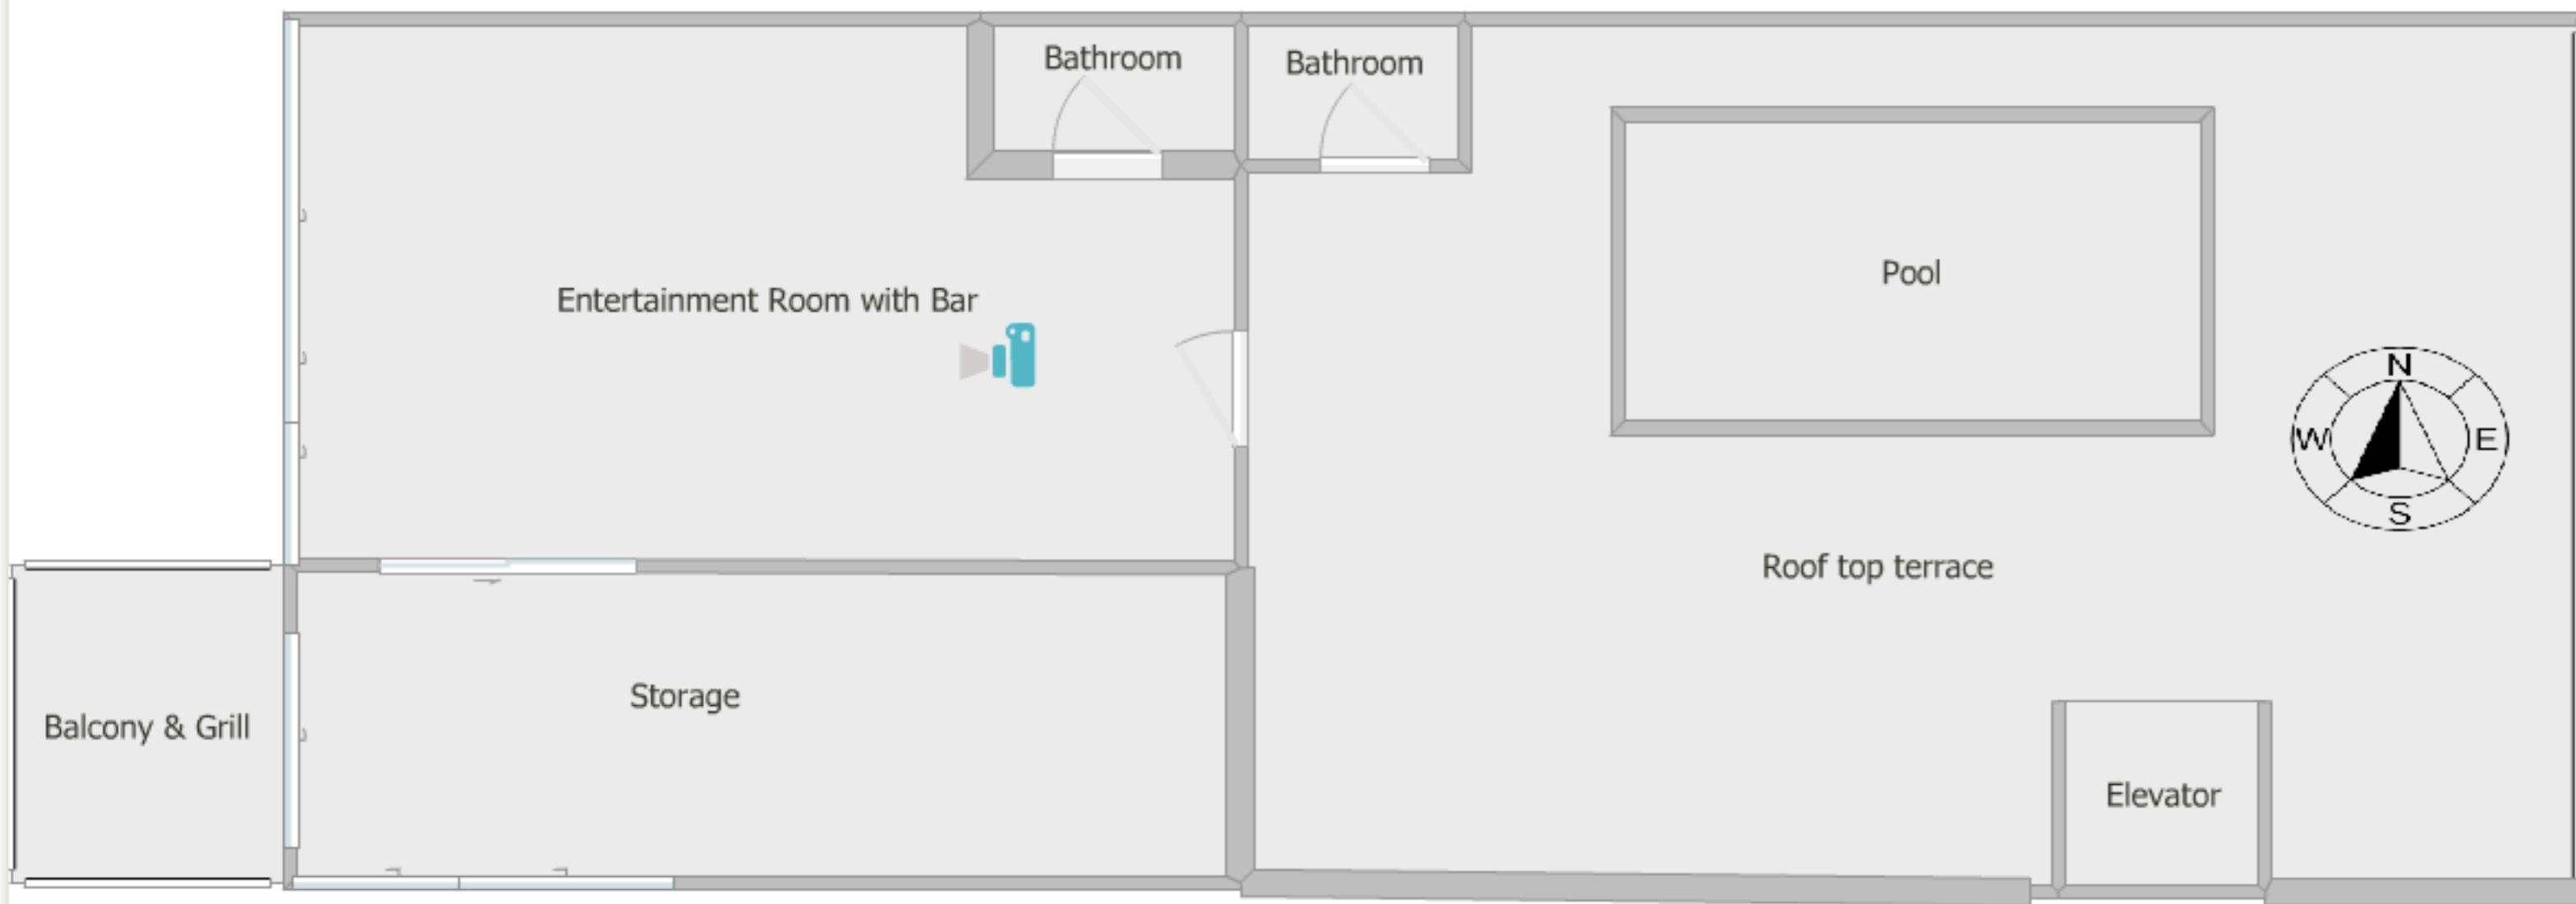 Bathroom
Bathroom
Pool
Entertainment Room with Bar
N
W
E
S
Roof top terrace
Storage
Balcony & Grill
Elevator